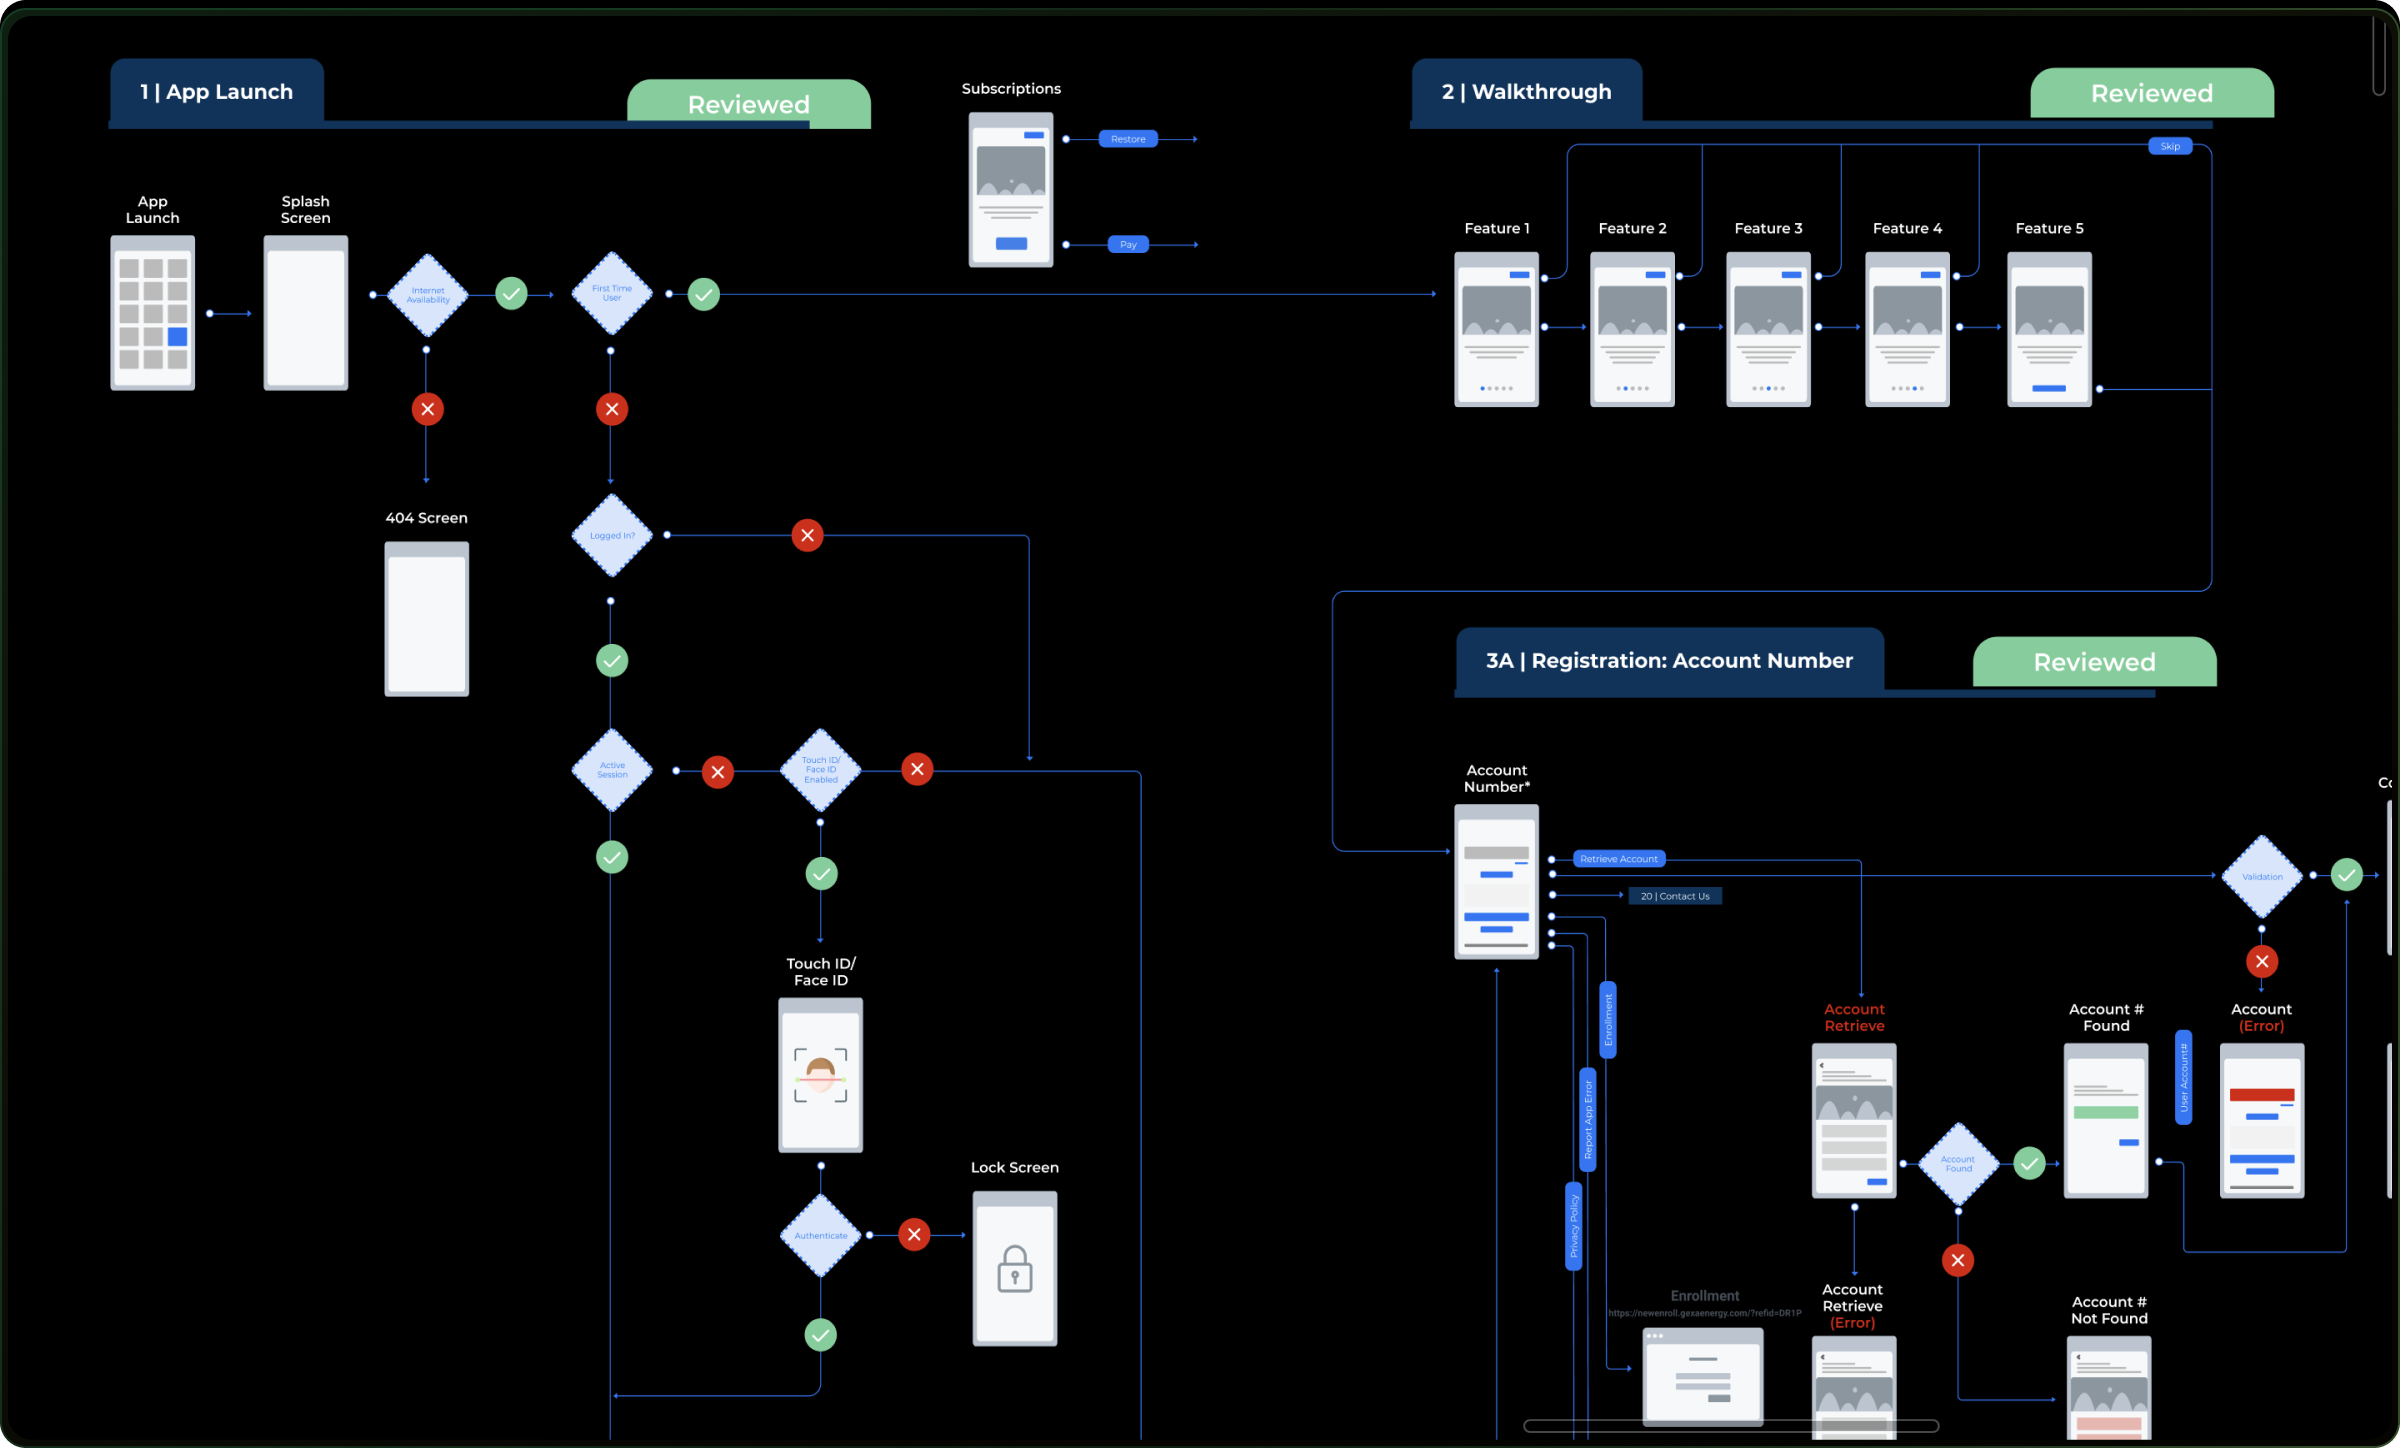 1 | App Launch
Reviewed
Subscriptions
Restore
Pay
App
Launch
Splash
Screen
Internet
Availability
First Time
User
404 Screen
Logged In?
Active
Session
Touch ID/
Face ID
Enabled
Touch ID/
Face ID
Authenticate
Lock Screen
2 | Walkthrough
Reviewed
Skip
Feature 1
Feature 2
Feature 3
Feature 4
Feature 5
3A | Registration: Account Number
Reviewed
Account
Number*
Retrieve Account
20 | Contact Us
Enrollment
Report App Error
Privacy Policy
Validation
Account
Retrieve
Account #
Found
User Account#
Account
(Error)
Account
Found
Enrollment
https://newenroll.gexaenergy.com/?refid=DR1P
Account
Retrieve
(Error)
Account #
Not Found